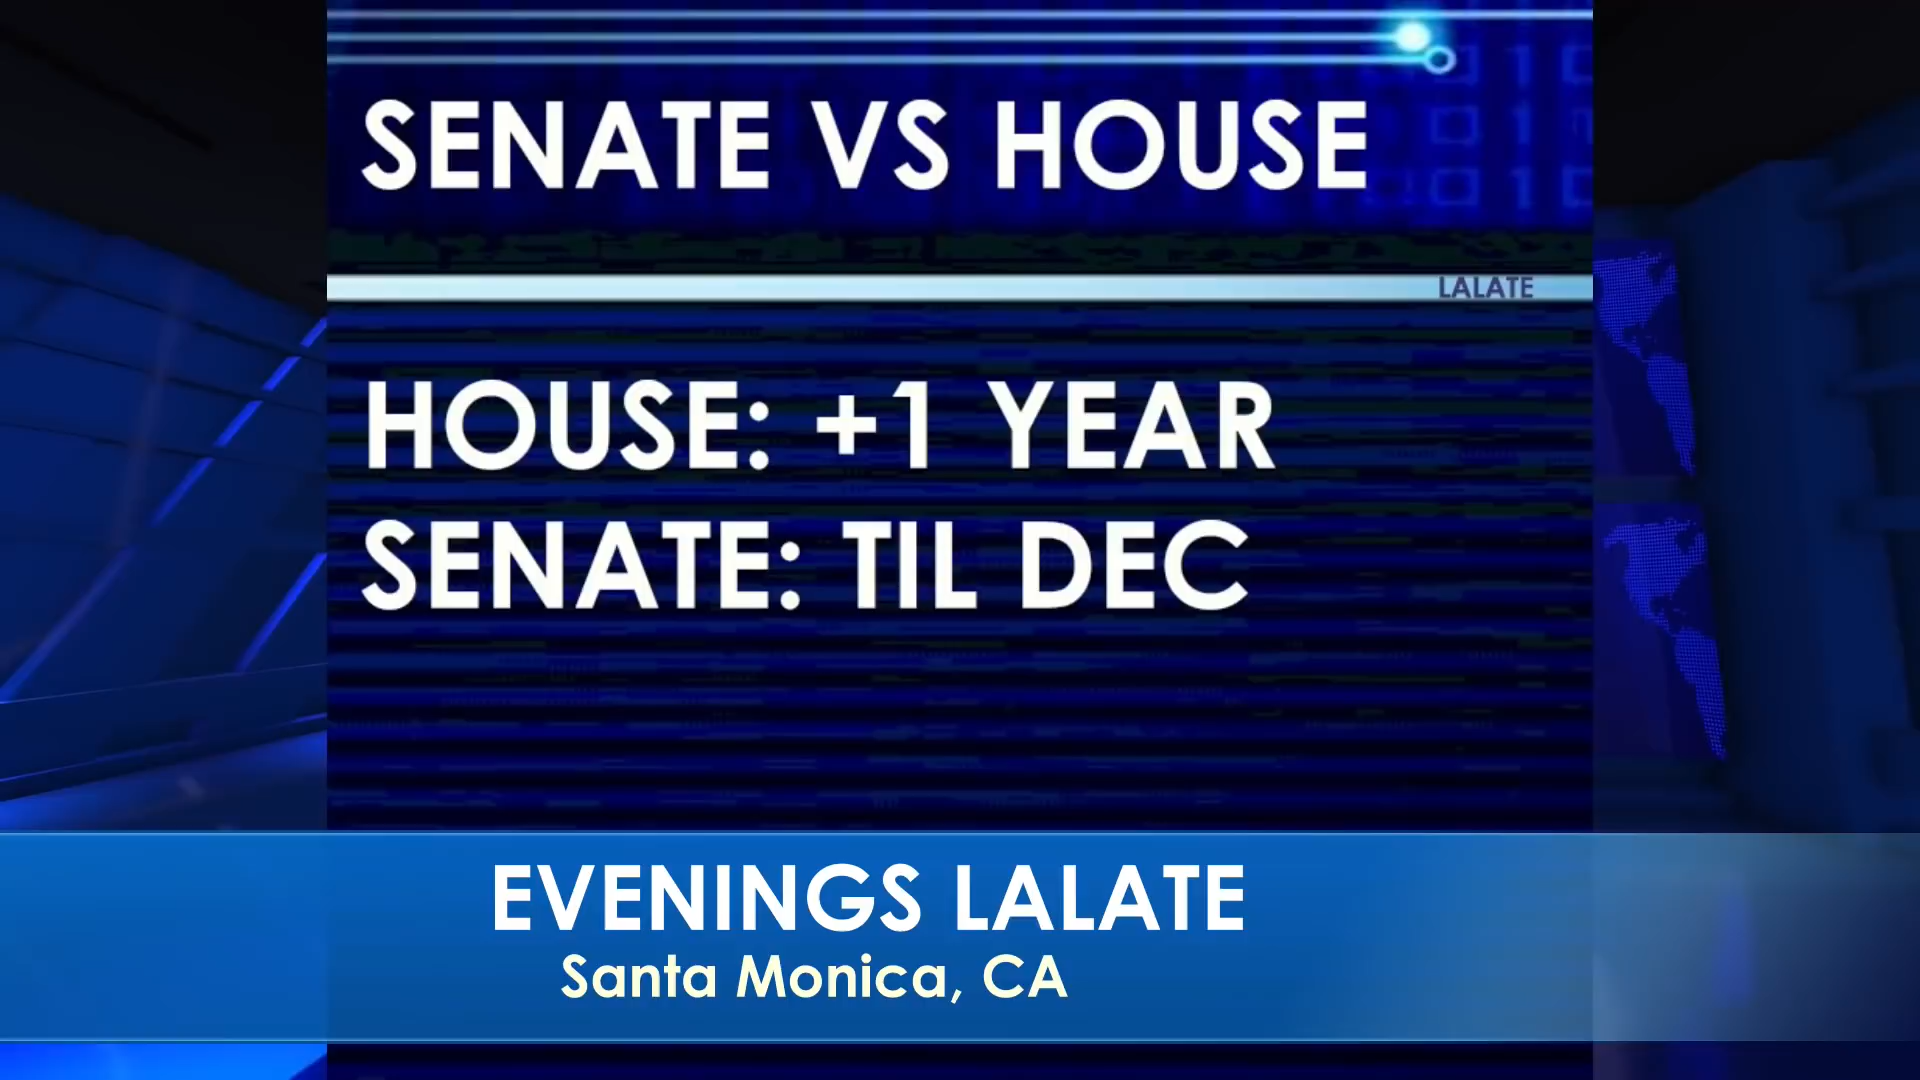 SENATE VS HOUSE
LALATE
HOUSE: +1 YEAR
SENATE: TIL DEC
EVENINGS LALATE
Santa Monica, CA